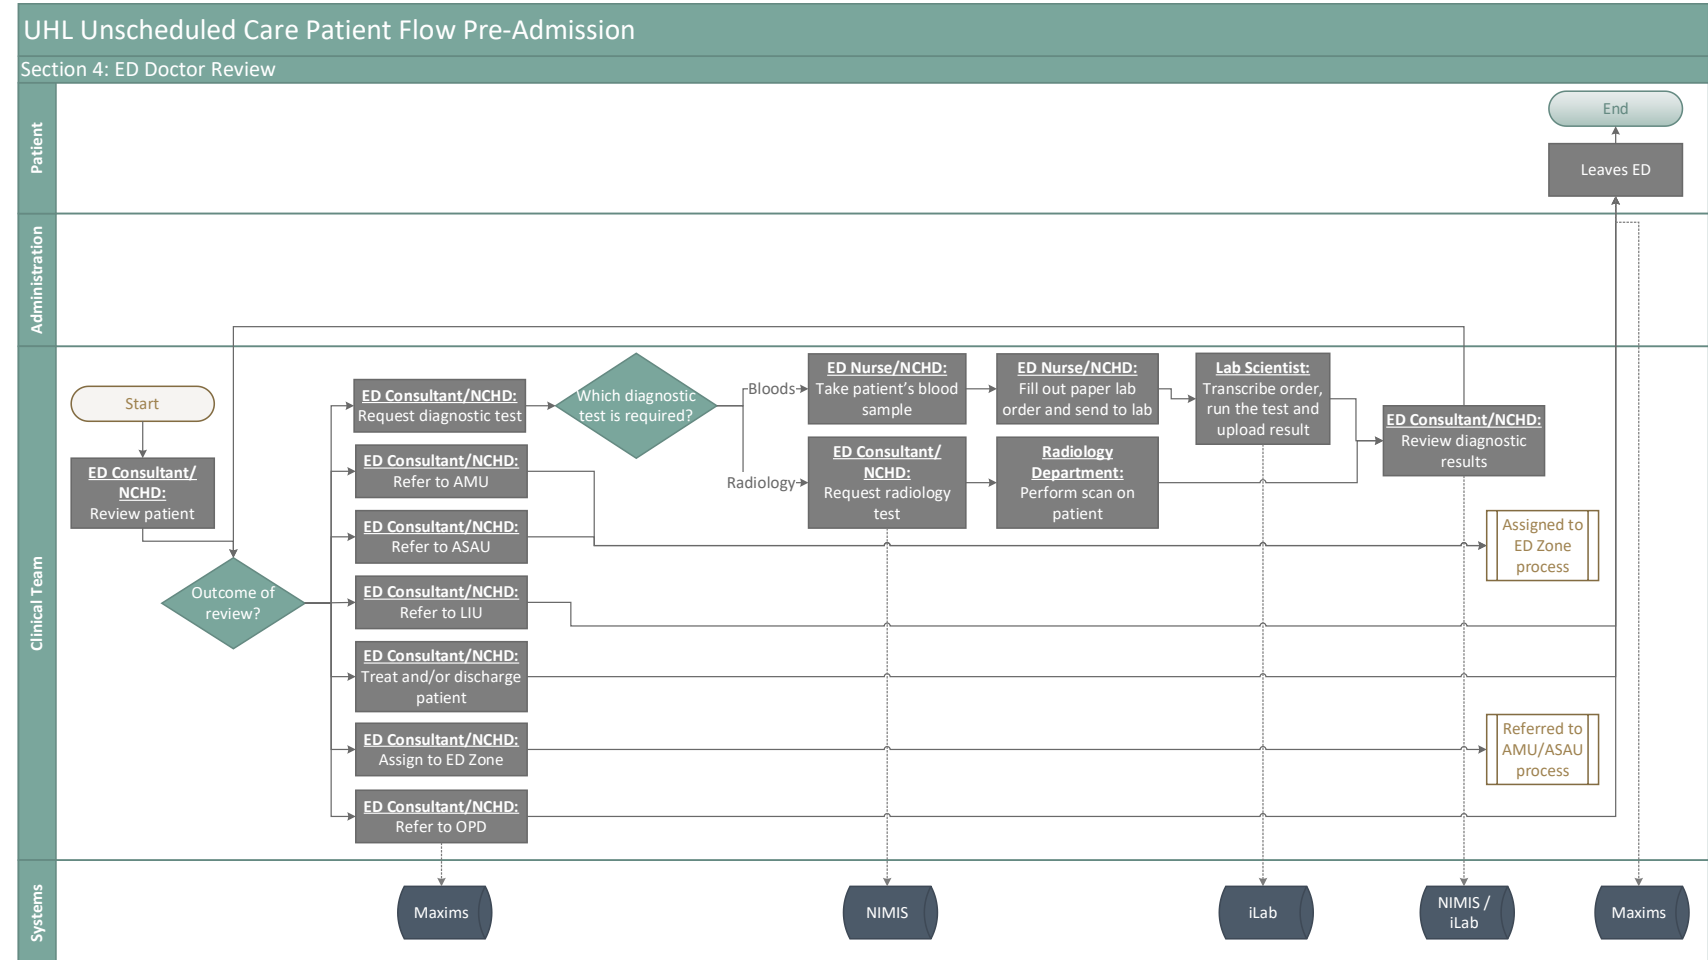 UHL Unscheduled Care Patient Flow Pre-Admission
Section 4: ED Doctor Review
Patient
End
Leaves ED
Administration
Clinical Team
Start
ED Consultant/
NCHD:
Review patient
Outcome of
review?
ED Consultant/NCHD:
Request diagnostic test
Which diagnostic
test is required?
Bloods
ED Nurse/NCHD:
Take patient's blood
sample
ED Nurse/NCHD:
Fill out paper lab
order and send to lab
Lab Scientist:
Transcribe order,
run the test and
upload result
Radiology
ED Consultant/
NCHD:
Request radiology
test
Radiology
Department:
Perform scan on
patient
ED Consultant/NCHD:
Review diagnostic
results
ED Consultant/NCHD:
Refer to AMU
ED Consultant/NCHD:
Refer to ASAU
Assigned to
ED Zone
process
ED Consultant/NCHD:
Refer to LIU
ED Consultant/NCHD:
Treat and/or discharge
patient
ED Consultant/NCHD:
Assign to ED Zone
Referred to
AMU/ASAU
process
ED Consultant/NCHD:
Refer to OPD
Systems
Maxims
NIMIS
iLab
NIMIS /
iLab
Maxims